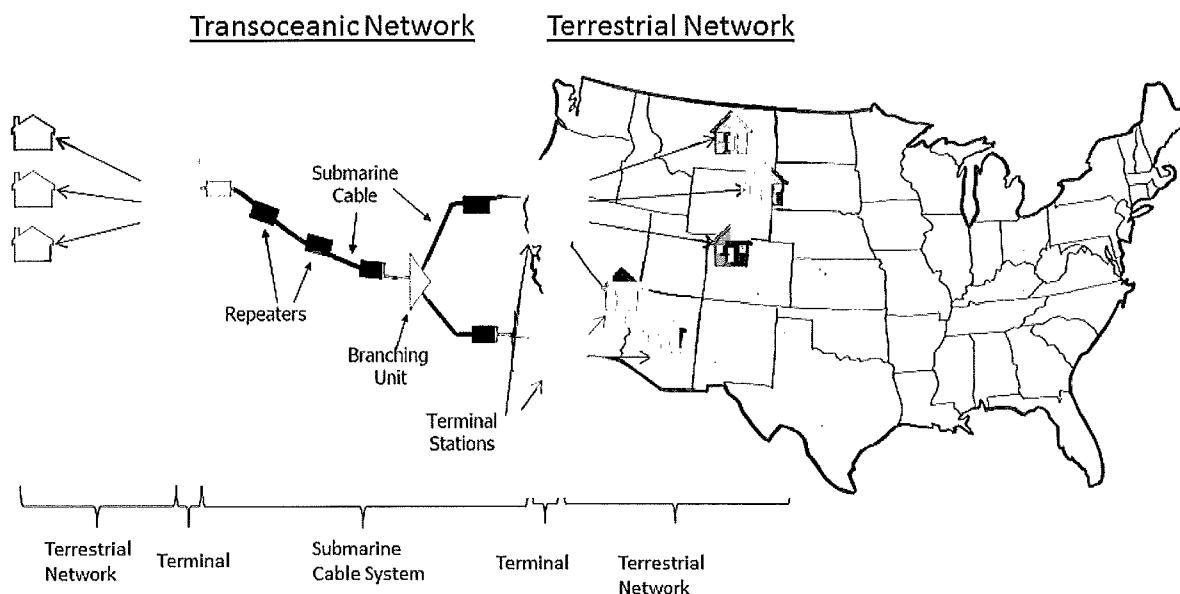 Transoceanic Network
Terrestrial Network
Submarine
Cable
Repeaters
Branching
Unit
Terminal
Stations
Terrestrial
Network
Terminal
Submarine
Cable System
Terminal
Terrestrial
Network